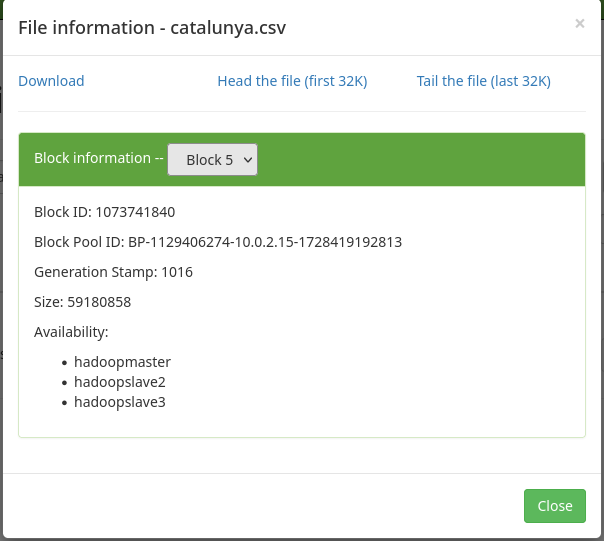 File information - catalunya.csv
×
Download Head the file (first 32K) Tail the file (last 32K)
Block information -- Block 5
Block ID: 1073741840
Block Pool ID: BP-1129406274-10.0.2.15-1728419192813
Generation Stamp: 1016
Size: 59180858
Availability:
hadoopmaster
hadoopslave2
hadoopslave3
Close